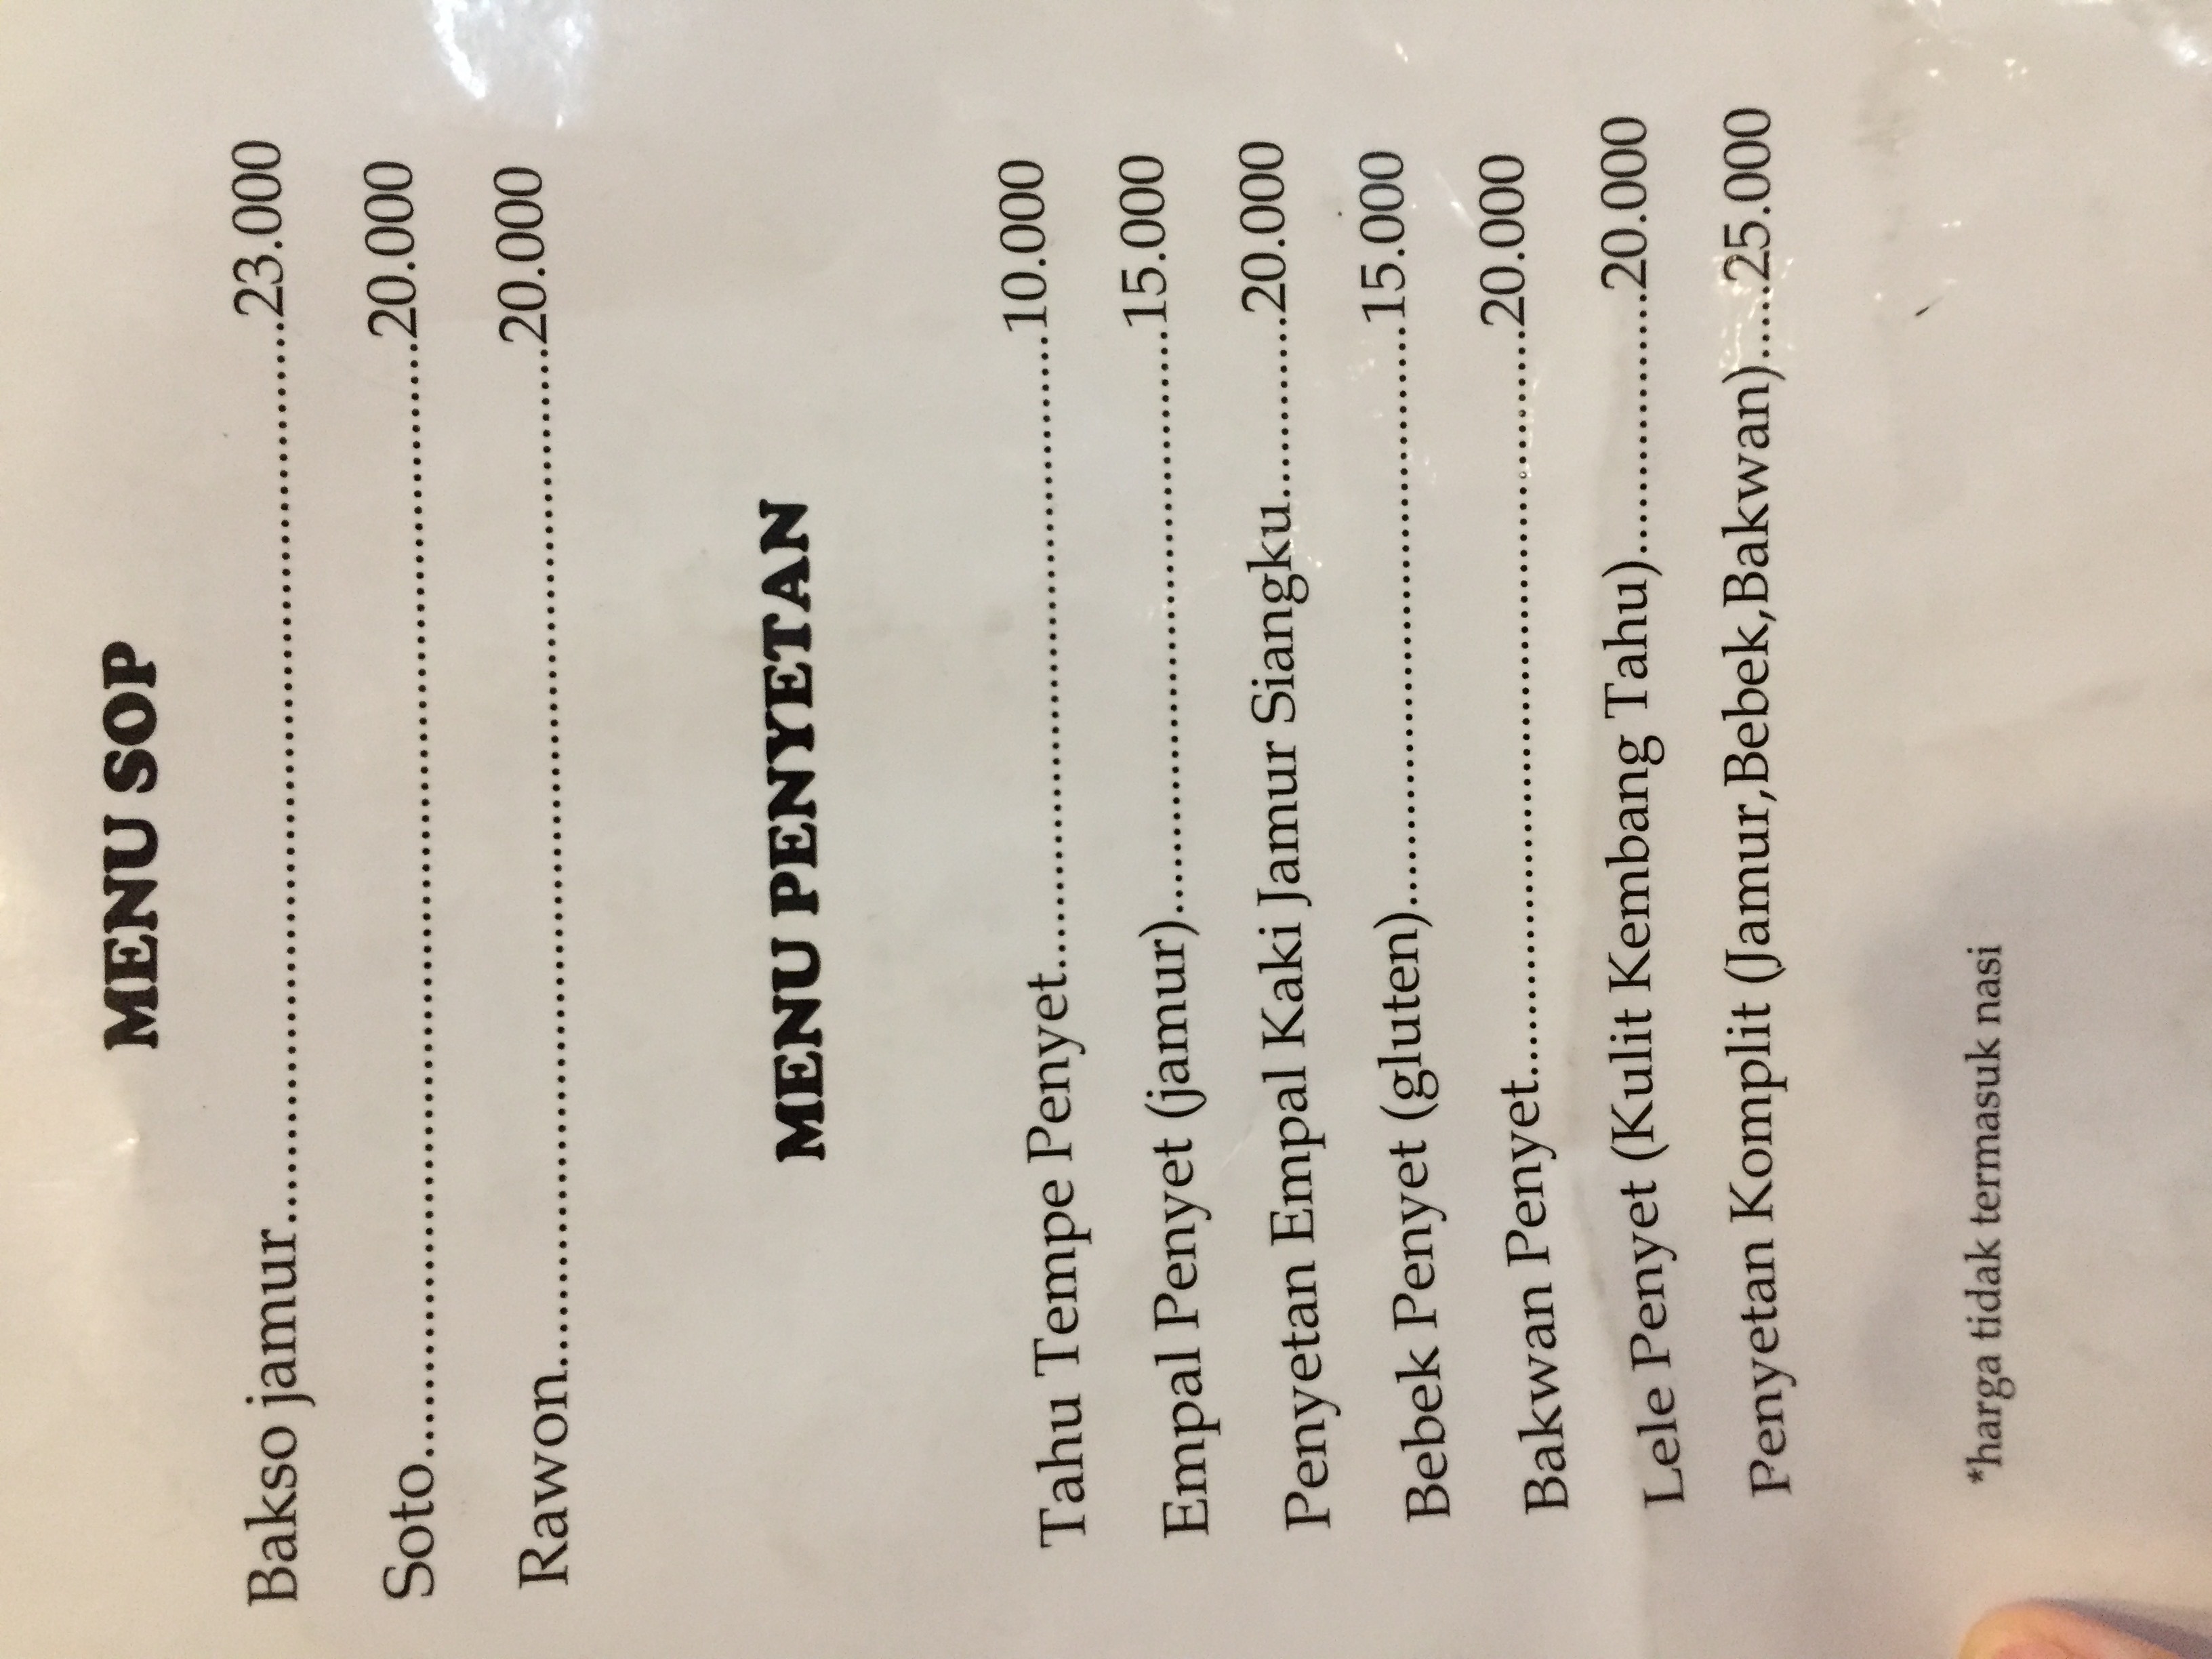 MENU SOP
Bakso jamur..........................................................23.000
Soto..........................................................................20.000
Rawon.....................................................................20.000
MENU PENYETAN
Tahu Tempe Penyet..........................................10.000
Empal Penyet (jamur).......................................15.000
Penyetan Empal Kaki Jamur Siangku............20.000
Bebek Penyet (gluten).......................................15.000
Bakwan Penyet..................................................20.000
Lele Penyet (Kulit Kembang Tahu)................20.000
Penyetan Komplit (Jamur,Bebek,Bakwan)....25.000
*harga tidak termasuk nasi